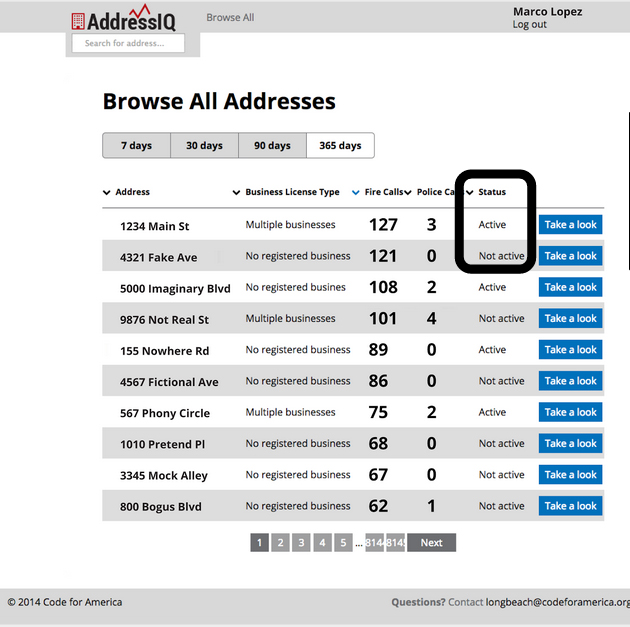 AddressIQ Browse All
Marco Lopez
Log out
Search for address...
Browse All Addresses
7 days 30 days 90 days 365 days
Address Business License Type Fire Calls Police Status
1234 Main St Multiple businesses 127 3 Active Take a look
4321 Fake Ave No registered business 121 0 Not active Take a look
5000 Imaginary Blvd No registered busines 108 2 Active Take a look
9876 Not Real St Multiple businesses 101 4 Not active Take a look
155 Nowhere Rd No registered business 89 0 Active Take a look
4567 Fictional Ave No registered business 86 0 Not active Take a look
567 Phony Circle Multiple businesses 75 2 Active Take a look
1010 Pretend Pl No registered business 68 0 Not active Take a look
3345 Mock Alley No registered business 67 0 Not active Take a look
800 Bogus Blvd No registered business 62 1 Not active Take a look
1 2 3 4 5 ... Next
© 2014 Code for America Questions? Contact longbeach@codeforamerica.org